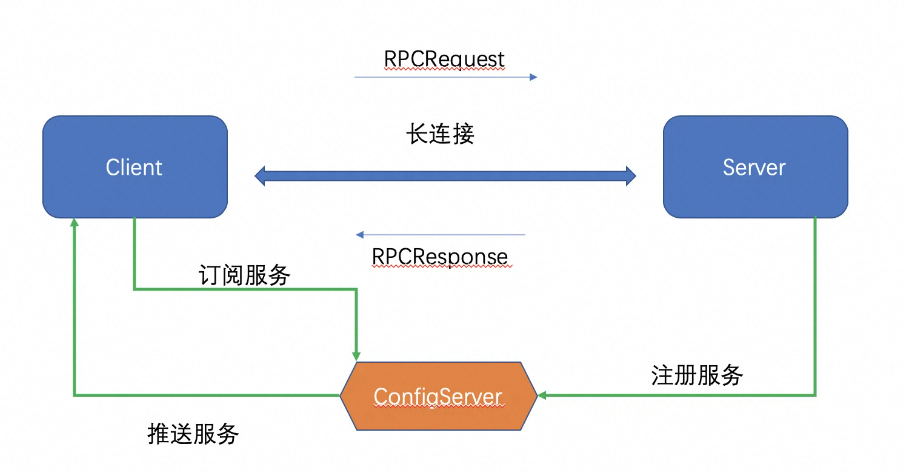 RPCRequest
长连接
Client
Server
RPCResponse
订阅服务
注册服务
ConfigServer
推送服务